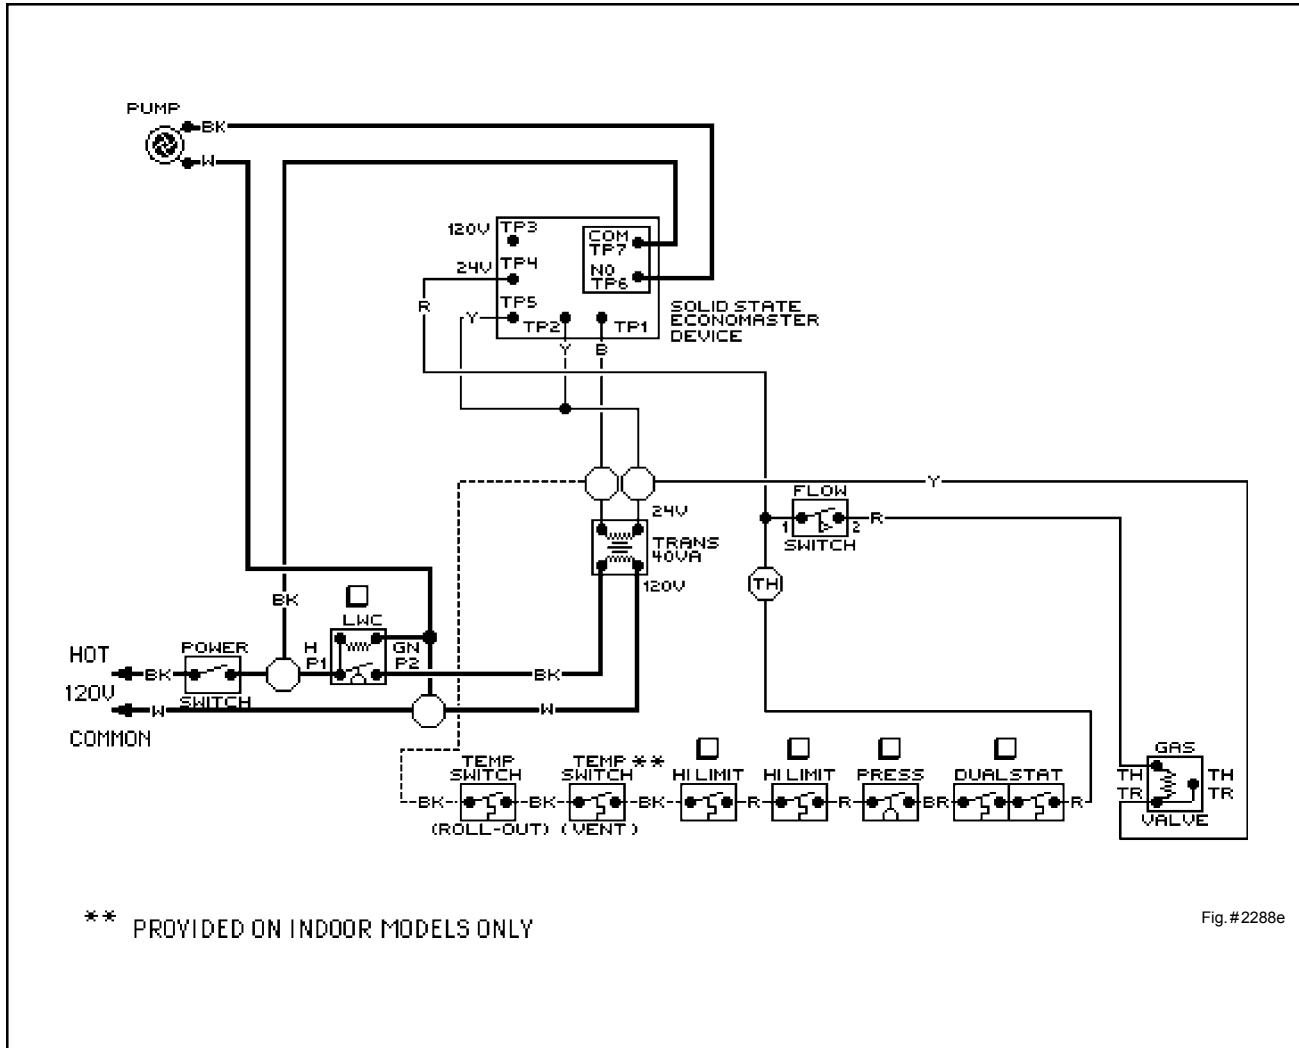 PUMP
BK
W
120V TP3
COM
TP7
24V TP4
NO
TP6
R
TP5
Y
TP2
TP1
SOLID STATE
ECONOMASTER
DEVICE
Y B
Y
FLOW
1 2 R
SWITCH
24V
TRANS
40VA
120V
TH
BK
LWC
H GN
P1 P2
POWER
HOT
BK
BK
120V
SWITCH
W
W
COMMON
TEMP
SWITCH
TEMP **
SWITCH
HI LIMIT
HI LIMIT
PRESS
DUALSTAT
GAS
TH TH
TR TR
VALVE
BK BK BK R R BR R
(ROLL-OUT) (VENT)
** PROVIDED ON INDOOR MODELS ONLY
Fig. #2288e